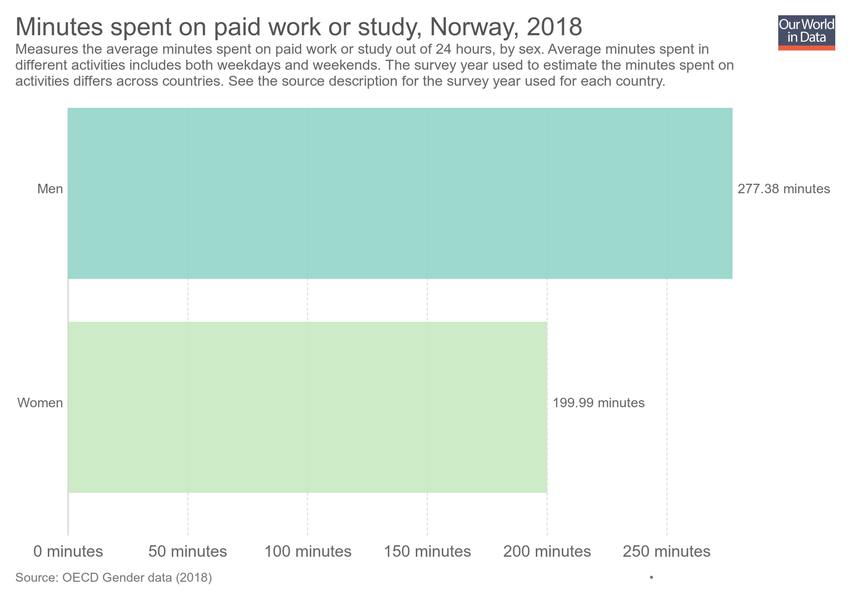 Minutes spent on paid work or study, Norway, 2018
Our World
in Data
Measures the average minutes spent on paid work or study out of 24 hours, by sex. Average minutes spent in
different activities includes both weekdays and weekends. The survey year used to estimate the minutes spent on
activities differs across countries. See the source description for the survey year used for each country.
Men
277.38 minutes
Women
199.99 minutes
0 minutes
50 minutes
100 minutes
150 minutes
200 minutes
250 minutes
Source: OECD Gender data (2018)
•